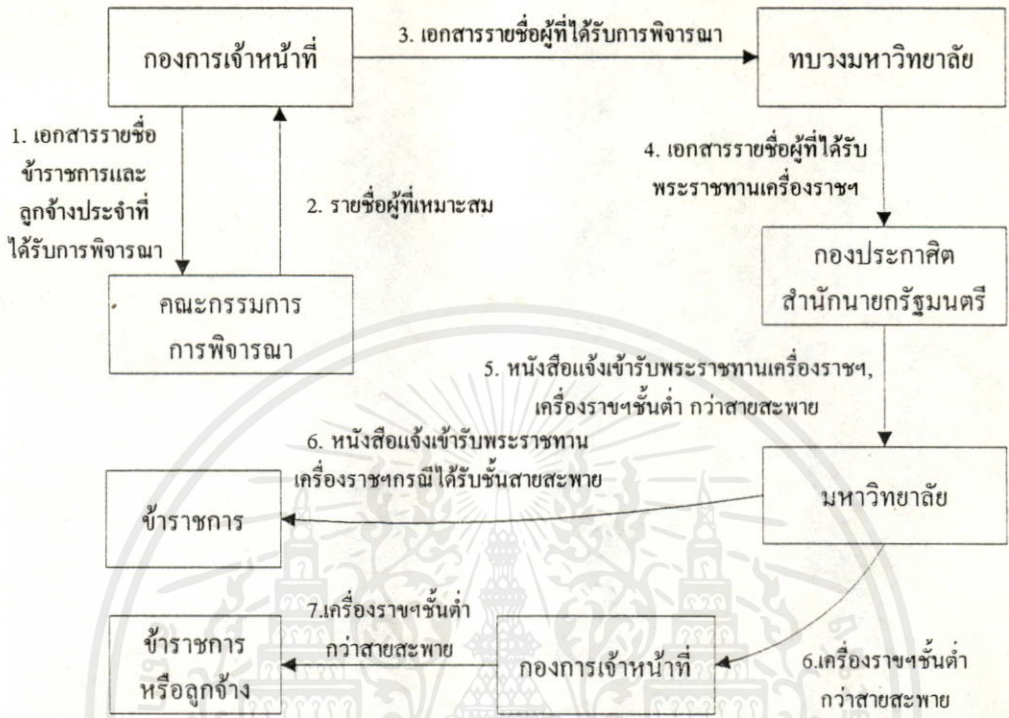 กองการเจ้าหน้าที่
3. เอกสารรายชื่อผู้ที่ได้รับการพิจารณา
ทบวงมหาวิทยาลัย
1. เอกสารรายชื่อ
ข้าราชการและ
ลูกจ้างประจำที่
ได้รับการพิจารณา
2. รายชื่อผู้ที่เหมาะสม
4. เอกสารรายชื่อผู้ที่ได้รับ
พระราชทานเครื่องราชฯ
คณะกรรมการ
การพิจารณา
กองประกาศิต
สำนักนายกรัฐมนตรี
5. หนังสือแจ้งเข้ารับพระราชทานเครื่องราชฯ,
เครื่องราขฯชั้นต่ำ กว่าสายสะพาย
6. หนังสือแจ้งเข้ารับพระราชทาน
เครื่องราชฯกรณีได้รับชั้นสายสะพาย
ข้าราชการ
มหาวิทยาลัย
7.เครื่องราขฯชั้นต่ำ
กว่าสายสะพาย
ข้าราชการ
หรือลูกจ้าง
กองการเจ้าหน้าที่
6.เครื่องราขฯชั้นต่ำ
กว่าสายสะพาย